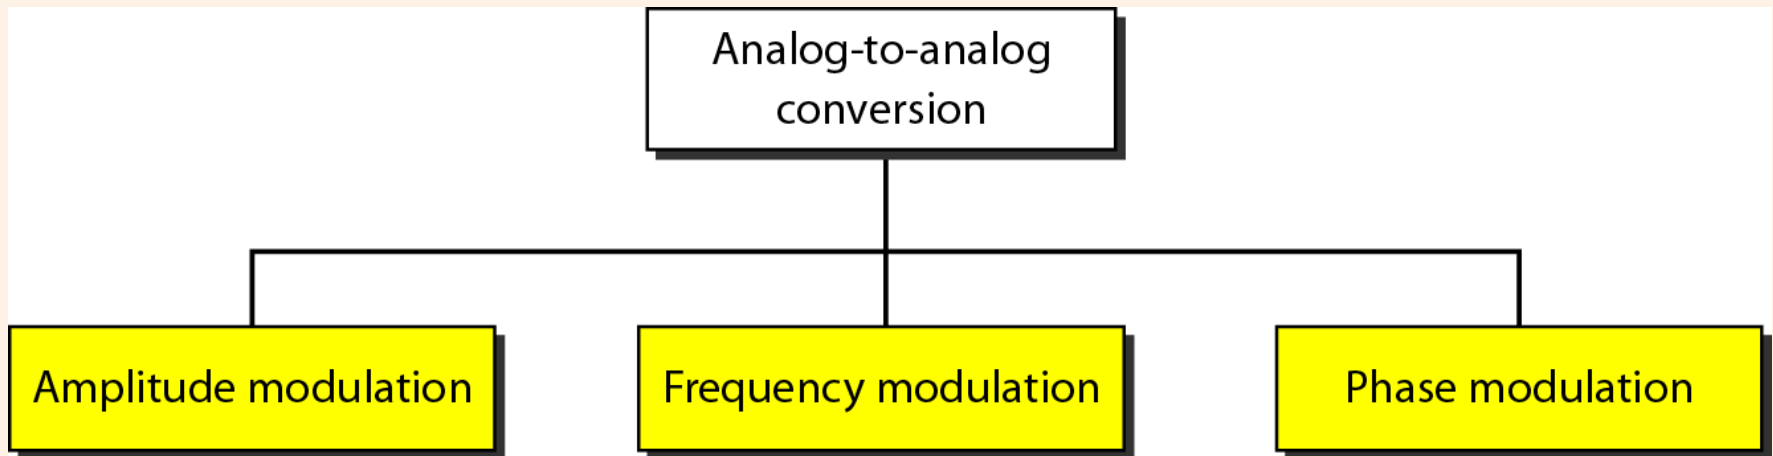 Analog-to-analog
conversion
Amplitude modulation
Frequency modulation
Phase modulation